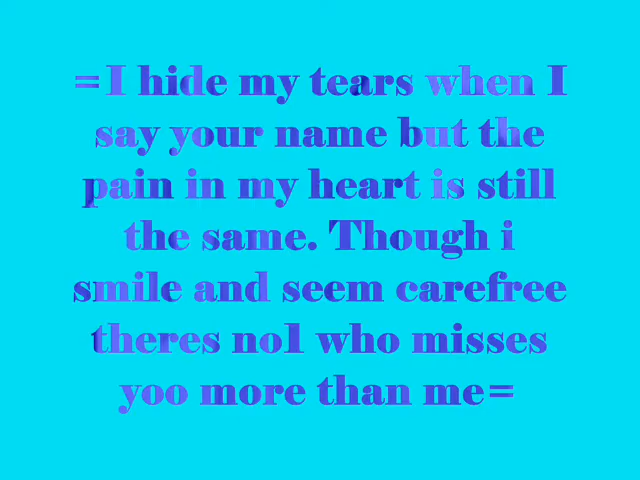 =I hide my tears when I
say your name but the
pain in my heart is still
the same. Though i
smile and seem carefree
theres no1 who misses
yoo more than me=